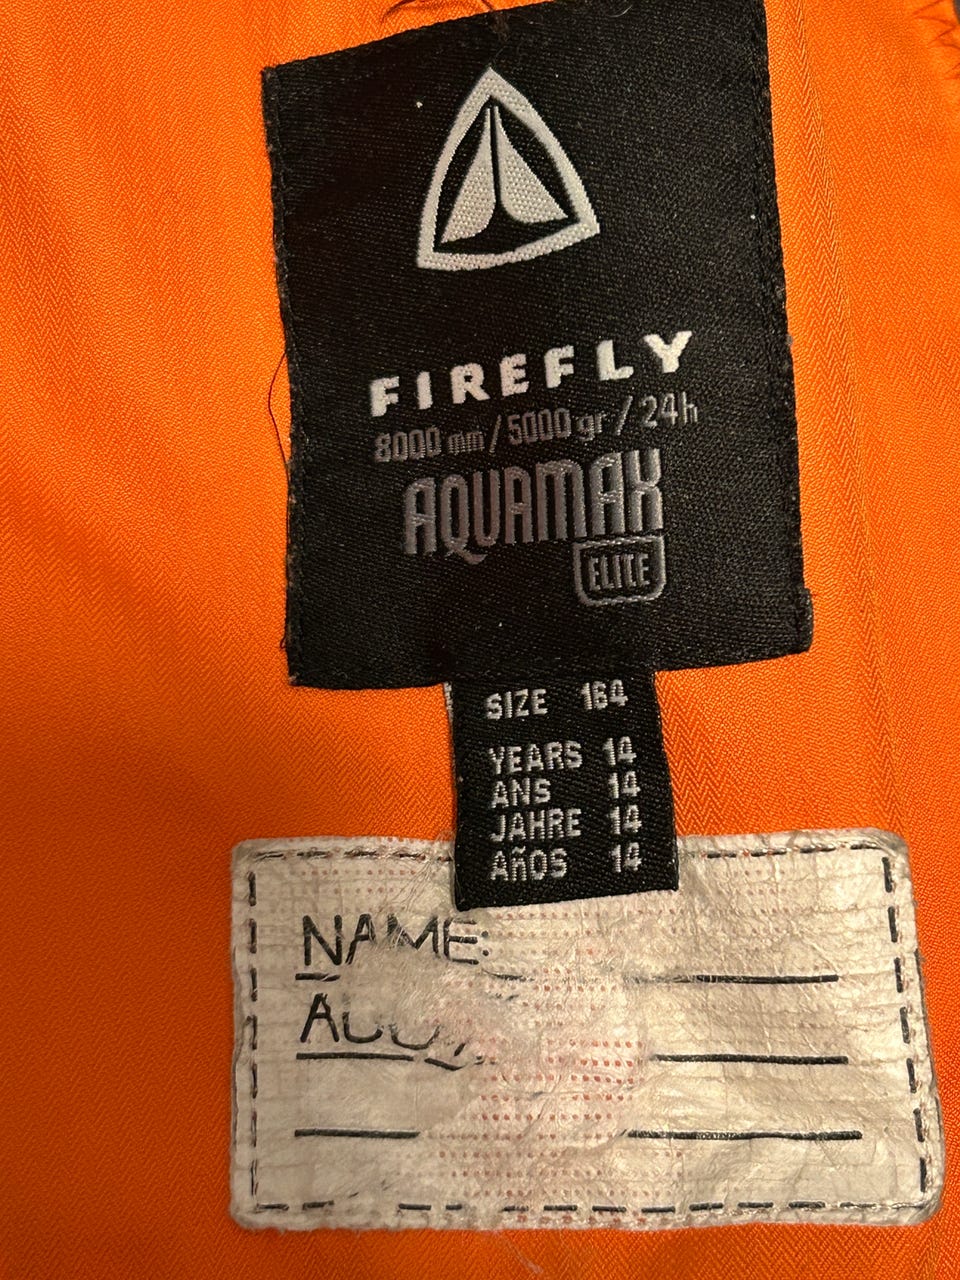 FIREFLY
8000 mm / 5000 gr / 24h
AQUAMAX
ELITE
SIZE 164
YEARS 14
ANS 14
JAHRE 14
AÑOS 14
NAME: